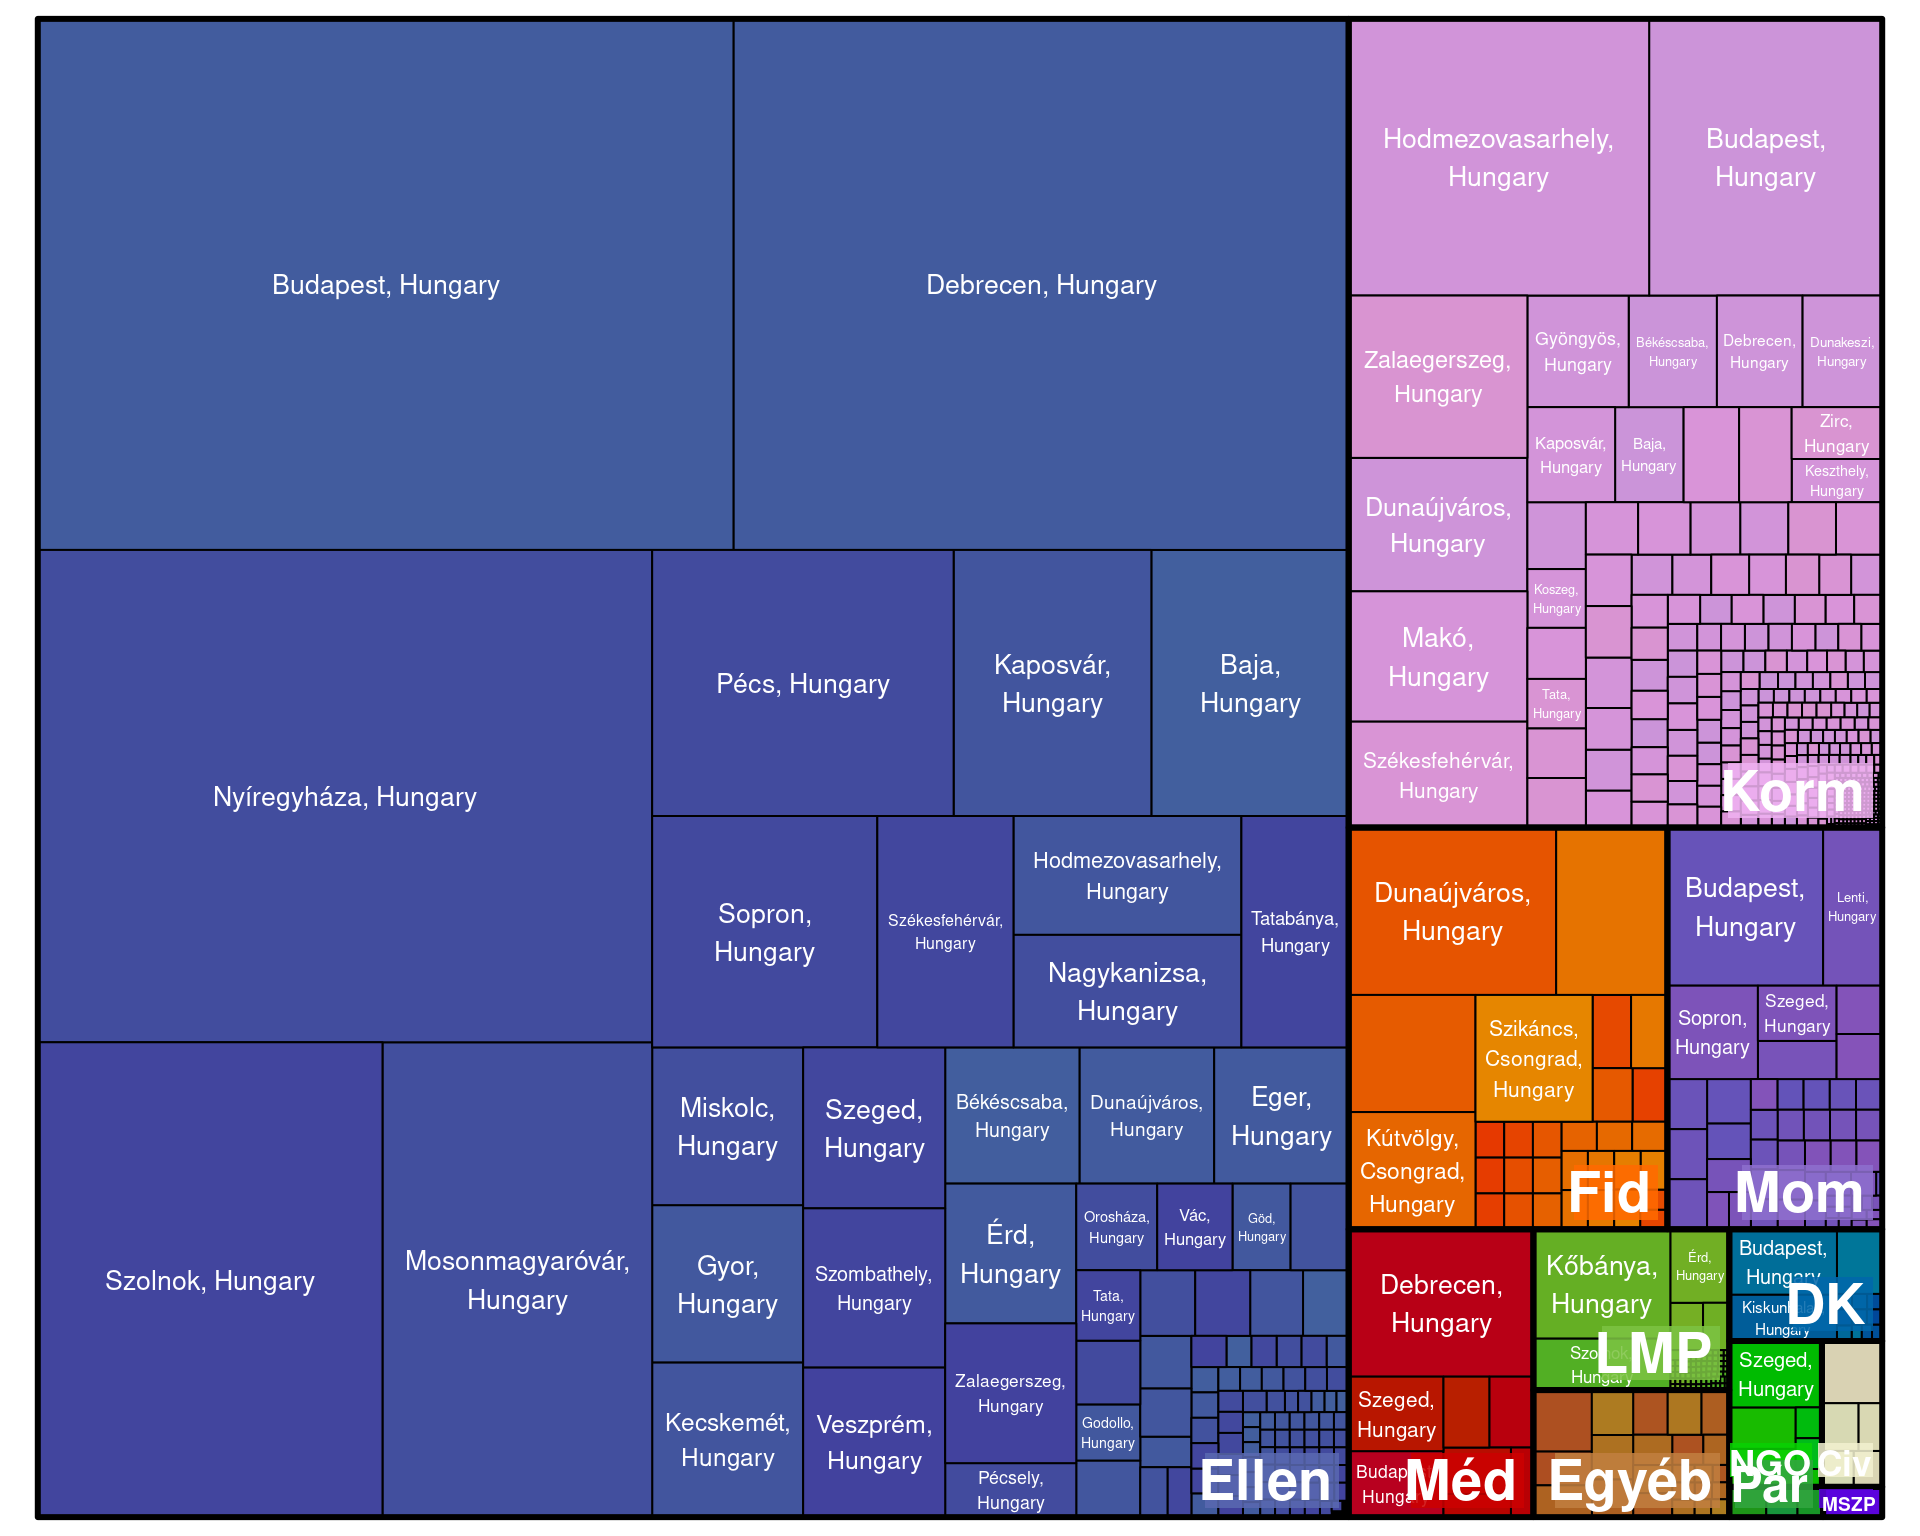 Budapest, Hungary
Debrecen, Hungary
Nyíregyháza, Hungary
Pécs, Hungary
Kaposvár,
Hungary
Baja,
Hungary
Sopron,
Hungary
Székesfehérvár,
Hungary
Hodmezovasarhely,
Hungary
Nagykanizsa,
Hungary
Tatabánya,
Hungary
Szolnok, Hungary
Mosonmagyaróvár,
Hungary
Miskolc,
Hungary
Szeged,
Hungary
Békéscsaba,
Hungary
Dunaújváros,
Hungary
Eger,
Hungary
Gyor,
Hungary
Szombathely,
Hungary
Érd,
Hungary
Orosháza,
Hungary
Vác,
Hungary
Göd,
Hungary
Tata,
Hungary
Kecskemét,
Hungary
Veszprém,
Hungary
Zalaegerszeg,
Hungary
Godollo,
Hungary
Pécsely,
Hungary
Ellen
Hodmezovasarhely,
Hungary
Budapest,
Hungary
Zalaegerszeg,
Hungary
Gyöngyös,
Hungary
Békéscsaba,
Hungary
Debrecen,
Hungary
Dunakeszi,
Hungary
Kaposvár,
Hungary
Baja,
Hungary
Zirc,
Hungary
Keszthely,
Hungary
Dunaújváros,
Hungary
Koszeg,
Hungary
Makó,
Hungary
Tata,
Hungary
Székesfehérvár,
Hungary
Korm
Dunaújváros,
Hungary
Szikáncs,
Csongrad,
Hungary
Kútvölgy,
Csongrad,
Hungary
Fid
Budapest,
Hungary
Lenti,
Hungary
Sopron,
Hungary
Szeged,
Hungary
Mom
Debrecen,
Hungary
Szeged,
Hungary
Hungary
Méd
Kőbánya,
Hungary
Érd,
Hungary
Hungary
LMP
Egyéb
Budapest,
Hungary
Hungary
DK
Szeged,
Hungary
NGO
Civ
Pár
MSZP